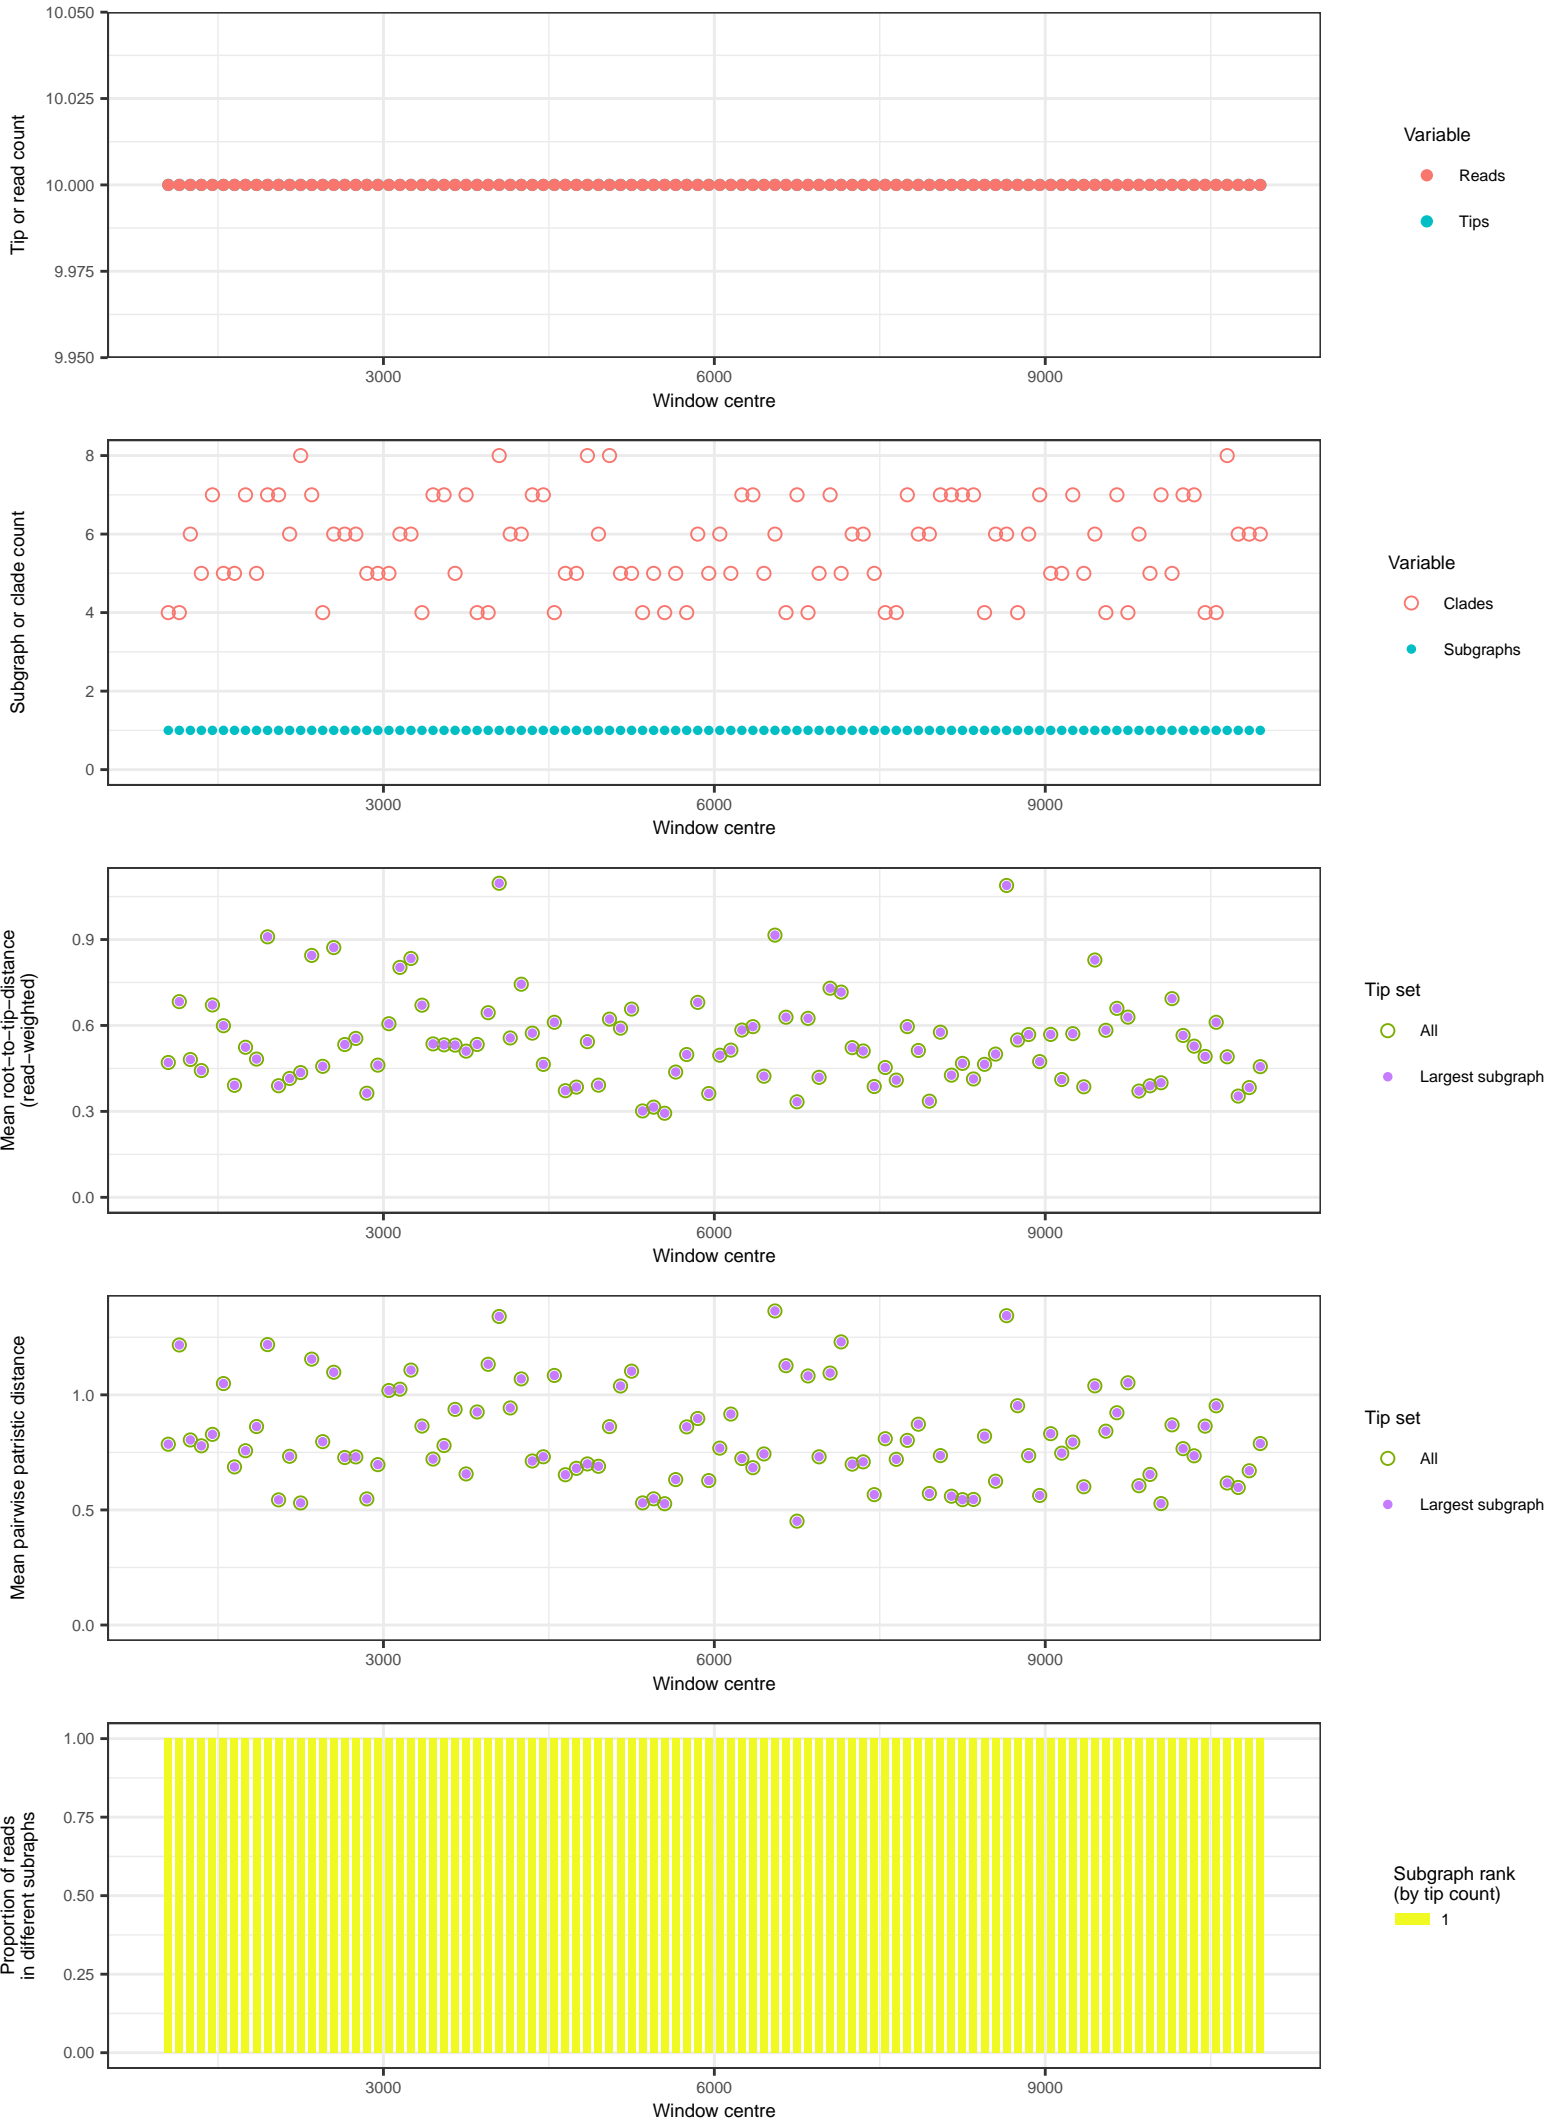 10.050
10.025
10.000
9.975
9.950
Tip or read count
3000 6000 9000
Window centre
Variable
Reads
Tips
8
6
4
2
0
Subgraph or clade count
3000 6000 9000
Window centre
Variable
Clades
Subgraphs
0.9
0.6
0.3
0.0
Mean root−to−tip−distance
(read−weighted)
3000 6000 9000
Window centre
Tip set
All
Largest subgraph
1.0
0.5
0.0
Mean pairwise patristic distance
3000 6000 9000
Window centre
Tip set
All
Largest subgraph
1.00
0.75
0.50
0.25
0.00
Proportion of reads
in different subraphs
3000 6000 9000
Window centre
Subgraph rank
(by tip count)
1